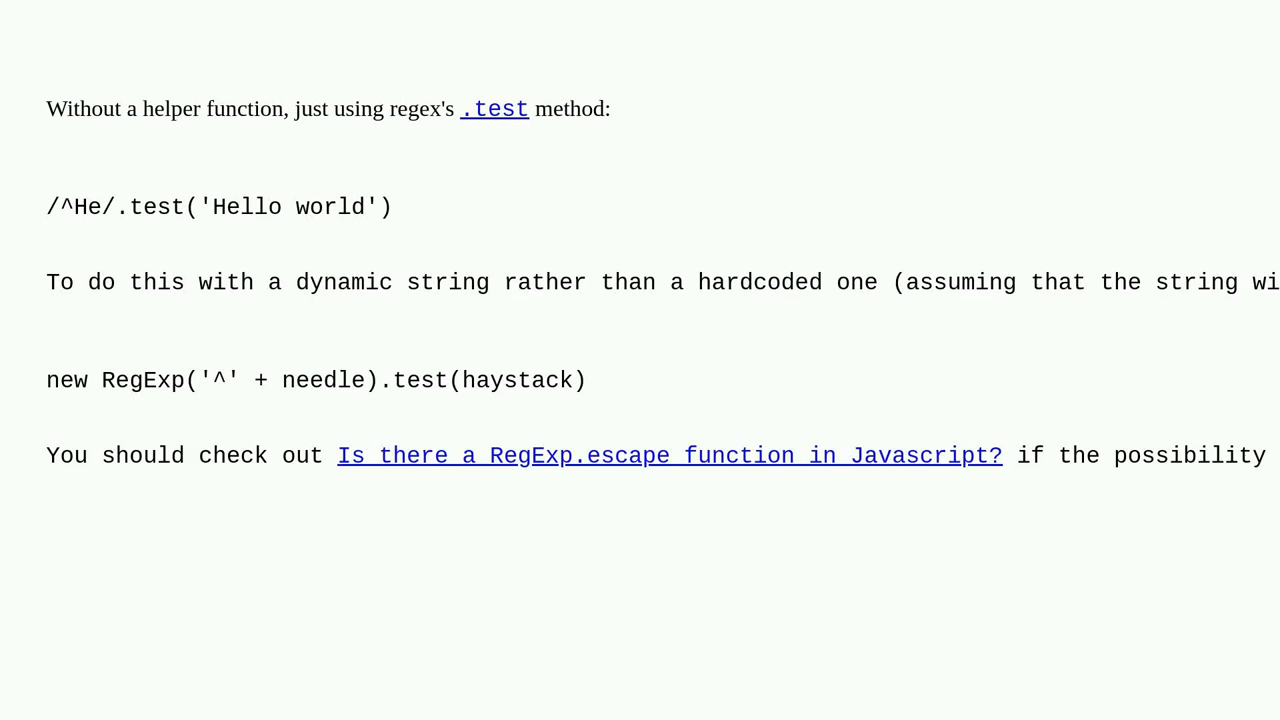 Without a helper function, just using regex's .test method:
/^He/.test('Hello world')
To do this with a dynamic string rather than a hardcoded one (assuming that the string
new RegExp('^' + needle).test(haystack)
You should check out Is there a RegExp.escape function in Javascript? if the possibility